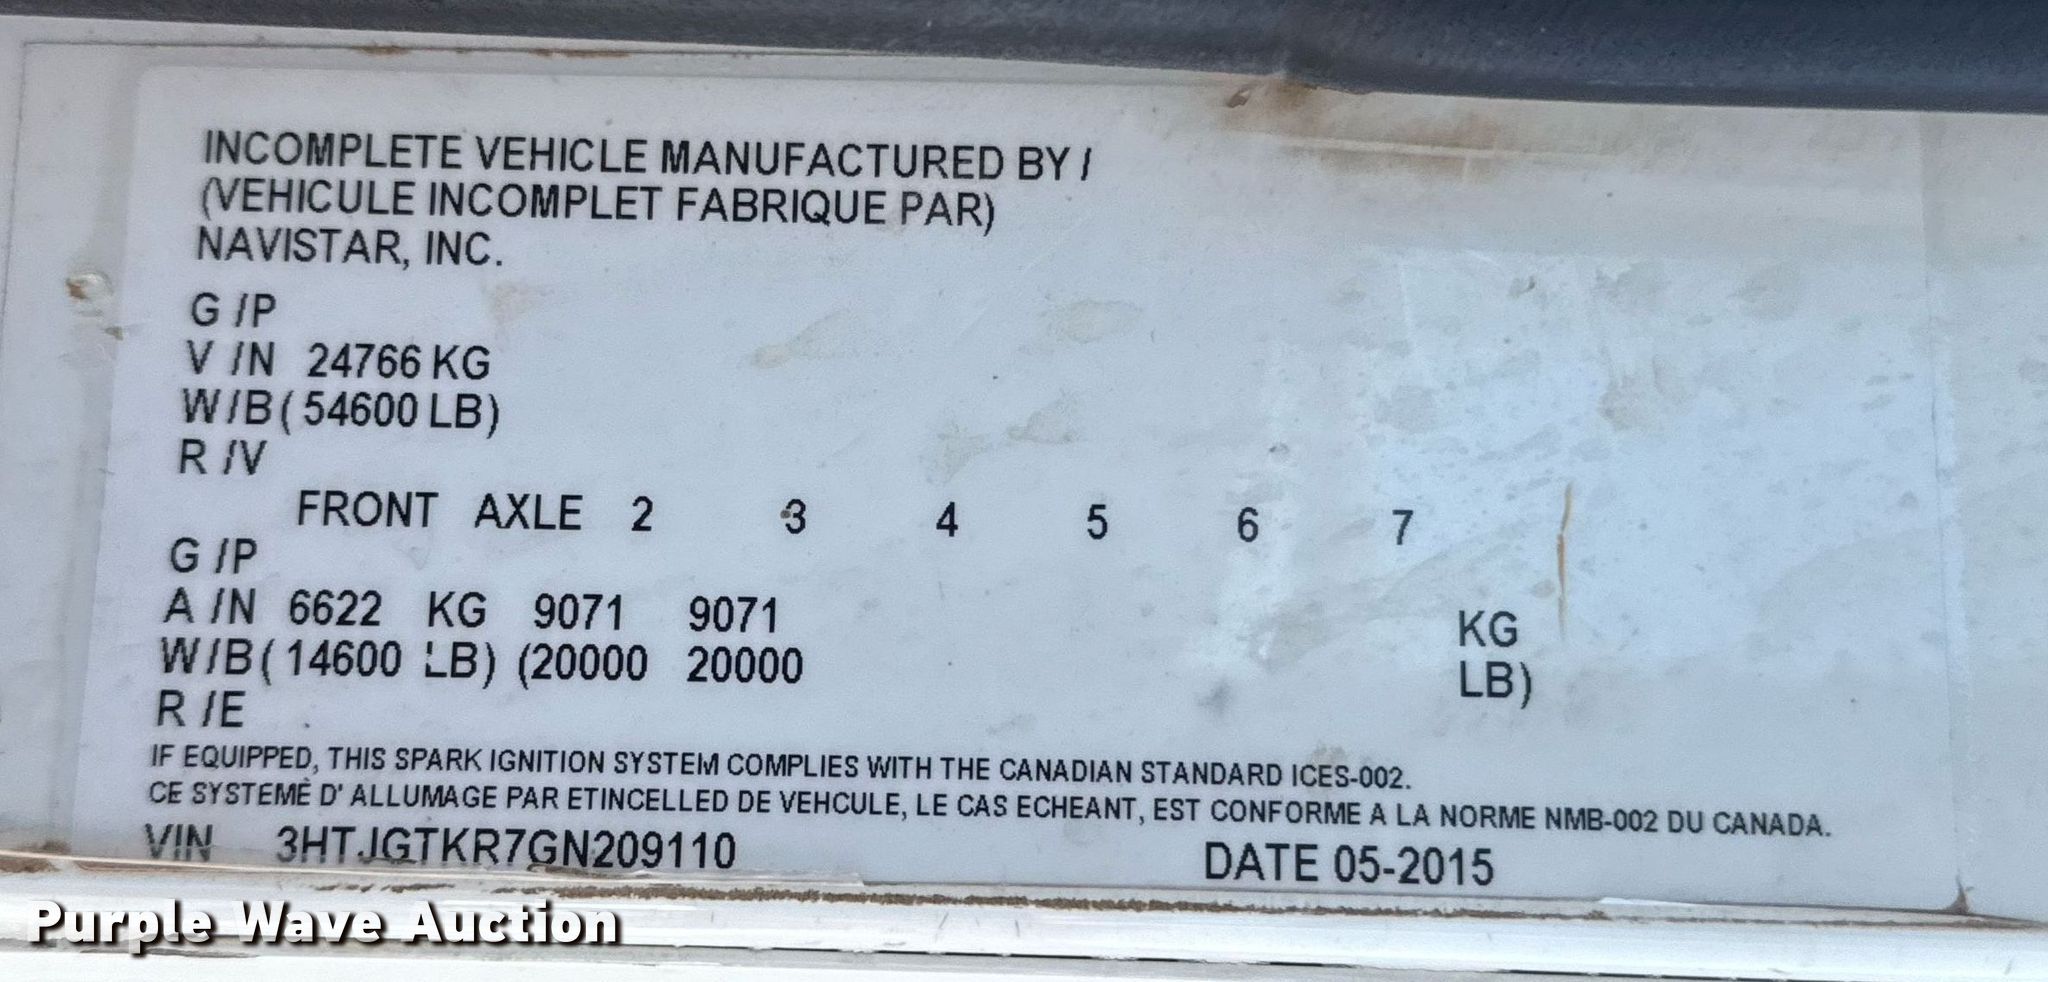 INCOMPLETE VEHICLE MANUFACTURED BY /
(VEHICULE INCOMPLET FABRIQUE PAR)
NAVISTAR, INC.
G /P
V /N 24766 KG
W/B ( 54600 LB)
R /V
FRONT AXLE 2 3 4 5 6 7
G /P
A /N 6622 KG 9071 9071 KG
W/B ( 14600 LB) (20000 20000 LB)
R /E
IF EQUIPPED, THIS SPARK IGNITION SYSTEM COMPLIES WITH THE CANADIAN STANDARD ICES-002.
CE SYSTEMÈ D' ALLUMAGE PAR ETINCELLED DE VEHCULE, LE CAS ECHEANT, EST CONFORME A LA NORME NMB-002 DU CANADA.
VIN 3HTJGTKR7GN209110 DATE 05-2015
Purple Wave Auction